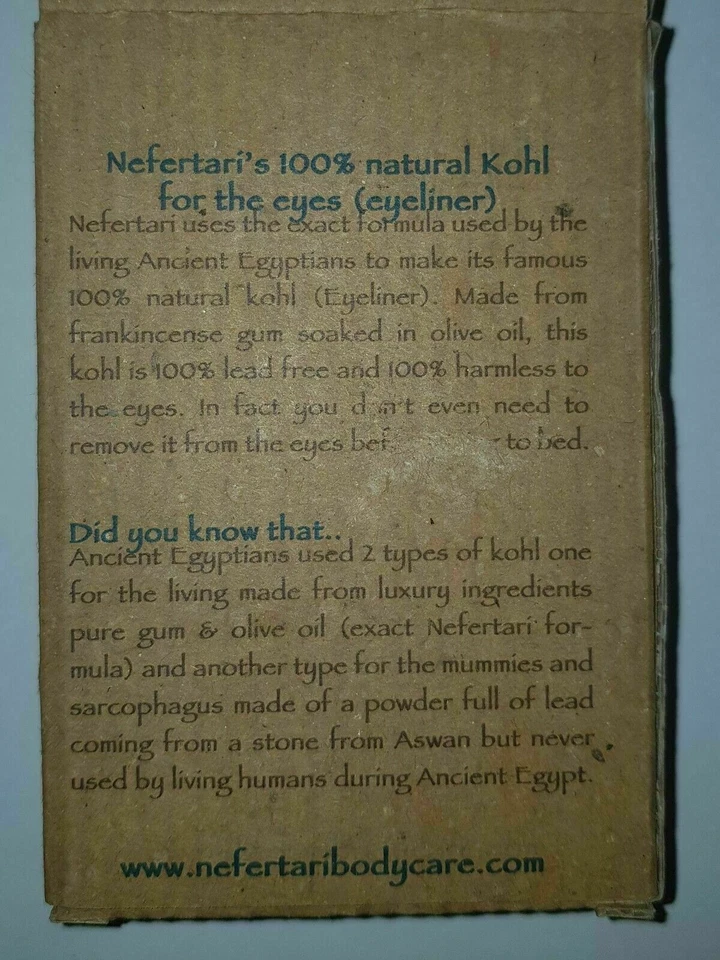 Nefertari's 100% natural Kohl
for the eyes (eyeliner)
Nefertari uses the exact formula used by the
living Ancient Egyptians to make its famous
100% natural kohl (Eyeliner). Made from
frankincense gum soaked in olive oil, this
kohl is 100% lead free and 100% harmless to
the eyes. In fact you don't even need to
remove it from the eyes to bed.
Did you know that..
Ancient Egyptians used 2 types of kohl one
for the living made from luxury ingredients
pure gum & olive oil (exact Nefertari for-
mula) and another type for the mummies and
sarcophagus made of a powder full of lead
coming from a stone from Aswan but never
used by living humans during Ancient Egypt.
www.nefertaribodycare.com